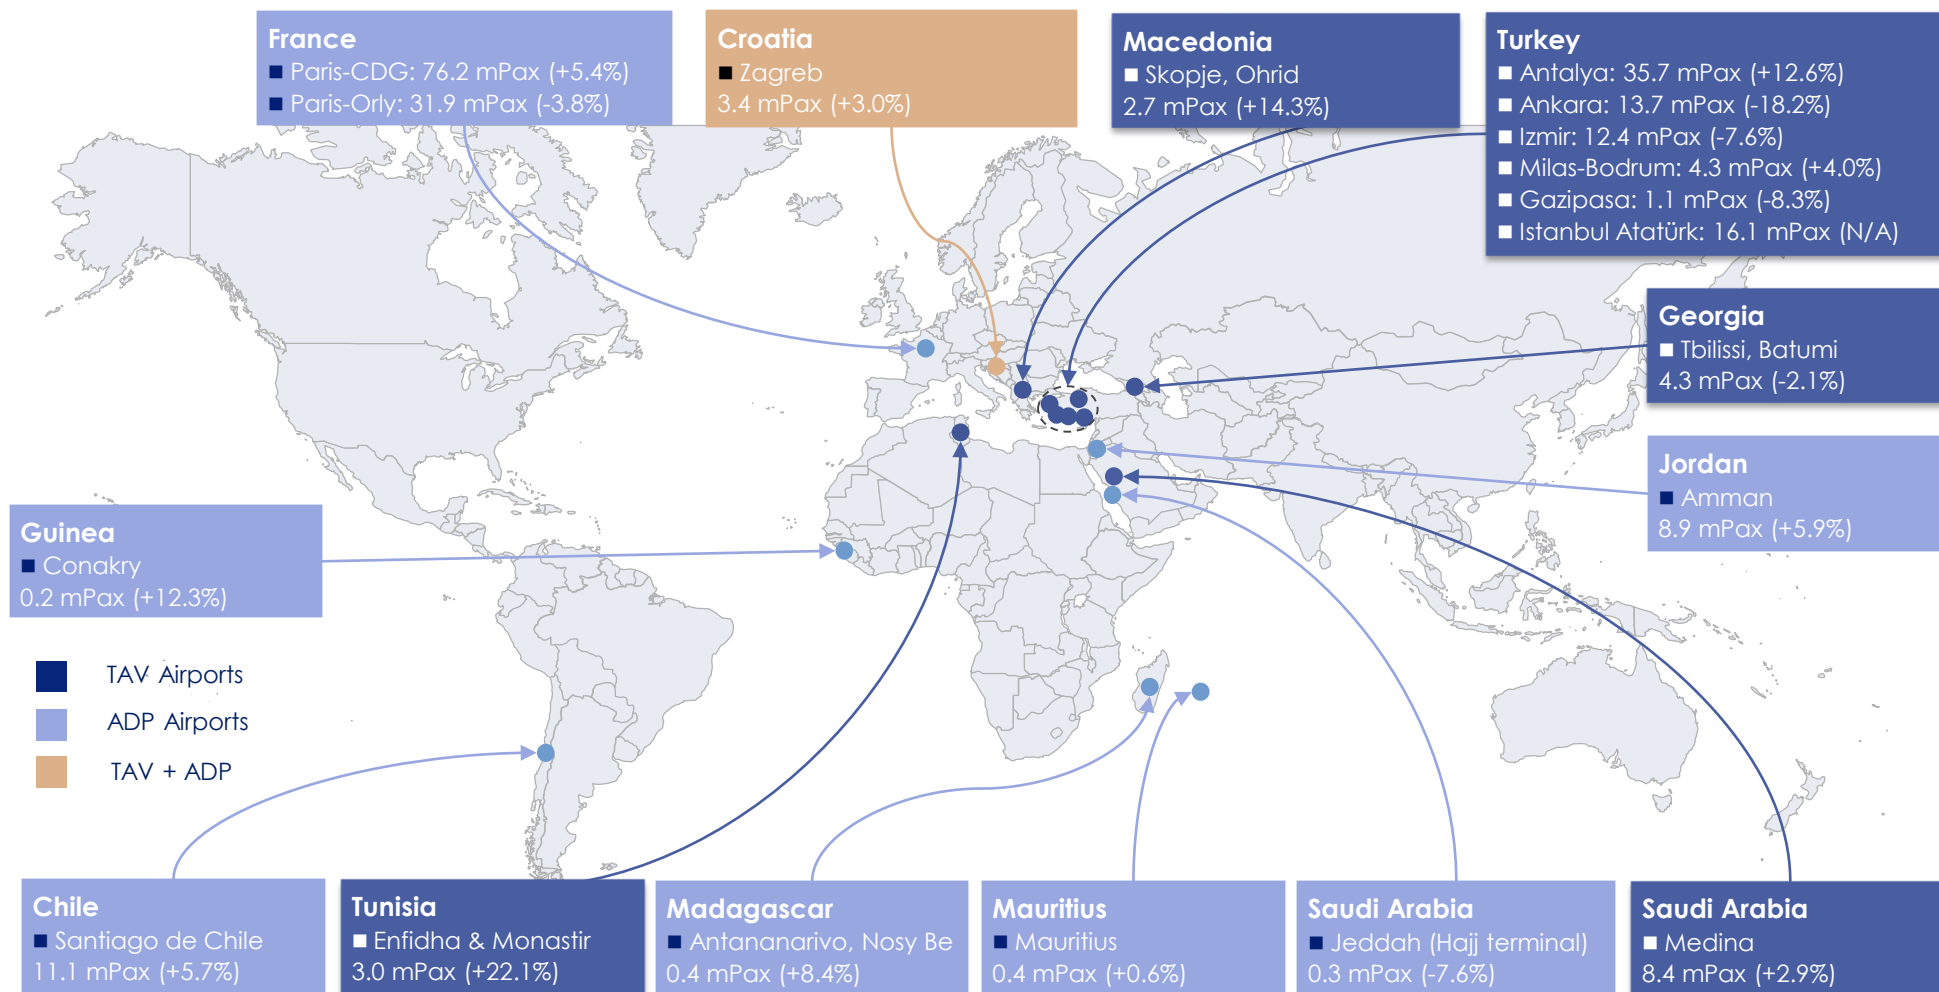 France
Paris-CDG: 76.2 mPax (+5.4%)
Paris-Orly: 31.9 mPax (-3.8%)
Croatia
Zagreb
3.4 mPax (+3.0%)
Macedonia
Skopje, Ohrid
2.7 mPax (+14.3%)
Turkey
Antalya: 35.7 mPax (+12.6%)
Ankara: 13.7 mPax (-18.2%)
Izmir: 12.4 mPax (-7.6%)
Milas-Bodrum: 4.3 mPax (+4.0%)
Gazipasa: 1.1 mPax (-8.3%)
Istanbul Atatürk: 16.1 mPax (N/A)
Georgia
Tbilissi, Batumi
4.3 mPax (-2.1%)
Jordan
Amman
8.9 mPax (+5.9%)
Guinea
Conakry
0.2 mPax (+12.3%)
TAV Airports
ADP Airports
TAV + ADP
Chile
Santiago de Chile
11.1 mPax (+5.7%)
Tunisia
Enfidha & Monastir
3.0 mPax (+22.1%)
Madagascar
Antananarivo, Nosy Be
0.4 mPax (+8.4%)
Mauritius
Mauritius
0.4 mPax (+0.6%)
Saudi Arabia
Jeddah (Hajj terminal)
0.3 mPax (-7.6%)
Saudi Arabia
Medina
8.4 mPax (+2.9%)